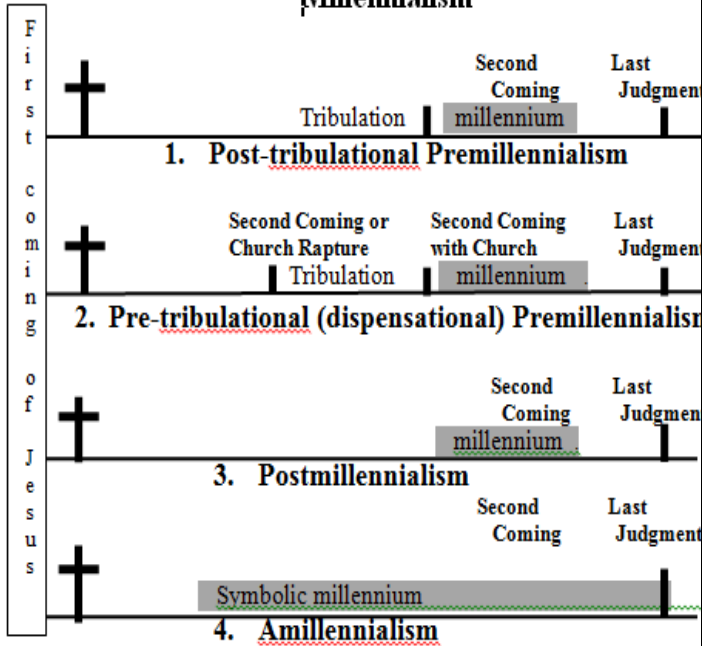 Millennialism
First coming of Jesus
Second Last
Coming Judgment
Tribulation millennium
1. Post-tribulational Premillennialism
Second Coming or Second Coming Last
Church Rapture with Church Judgment
Tribulation millennium .
2. Pre-tribulational (dispensational) Premillennialism
Second Last
Coming Judgmen
millennium .
3. Postmillennialism
Second Last
Coming Judgment
Symbolic millennium
4. Amillennialism